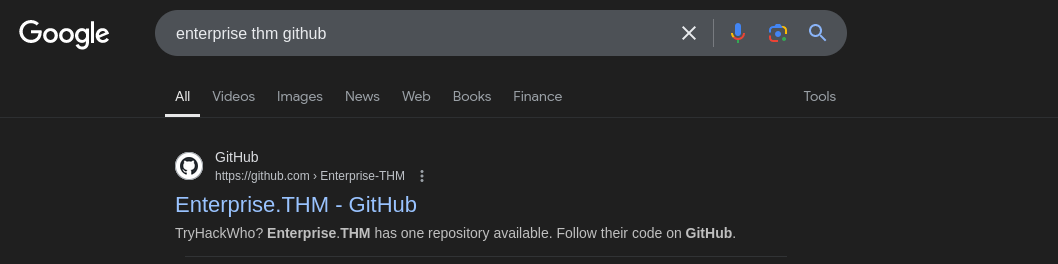 Google
enterprise thm github
All Videos Images News Web Books Finance Tools
GitHub
https://github.com › Enterprise-THM
Enterprise.THM - GitHub
TryHackWho? Enterprise.THM has one repository available. Follow their code on GitHub.